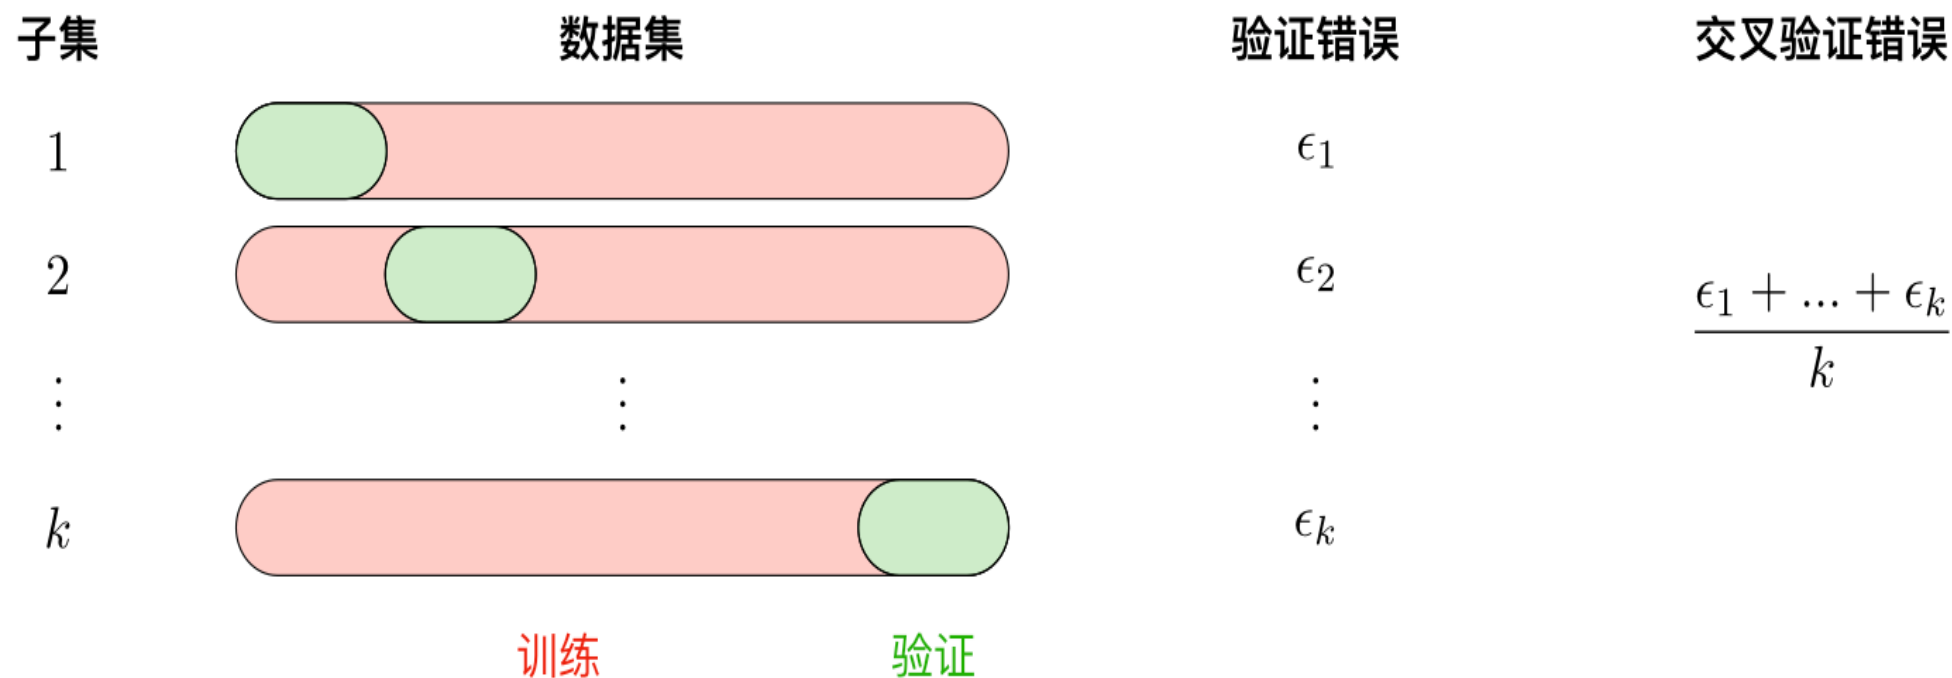 子集 数据集 验证错误 交叉验证错误
1 ϵ₁
2 ϵ₂
⋮ ⋮ ⋮
k ϵₖ
ϵ₁ + ... + ϵₖ
k
训练 验证